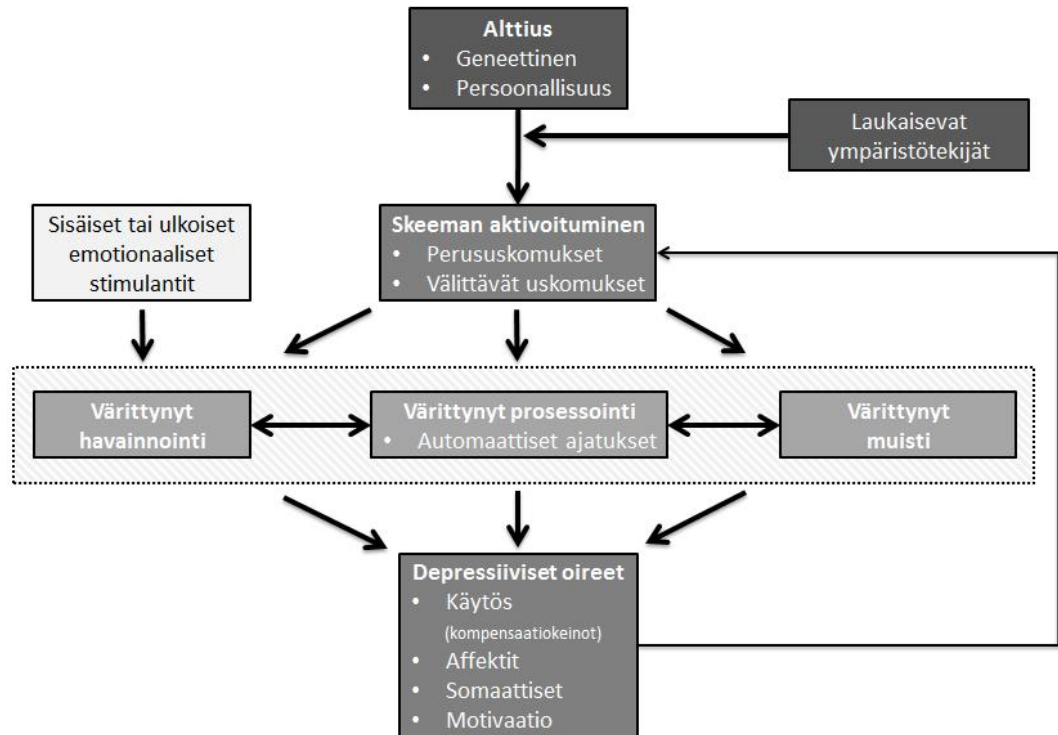 Alttius
• Geneettinen
• Persoonallisuus
Laukaisevat
ympäristötekijät
Sisäiset tai ulkoiset
emotionaaliset
stimulantit
Skeeman aktivoituminen
• Perususkomukset
• Välittävät uskomukset
Värittynyt
havainnointi
Värittynyt prosessointi
• Automaattiset ajatukset
Värittynyt
muisti
Depressiiviset oireet
• Käytös
(kompensaatiokeinot)
• Affektit
• Somaattiset
• Motivaatio